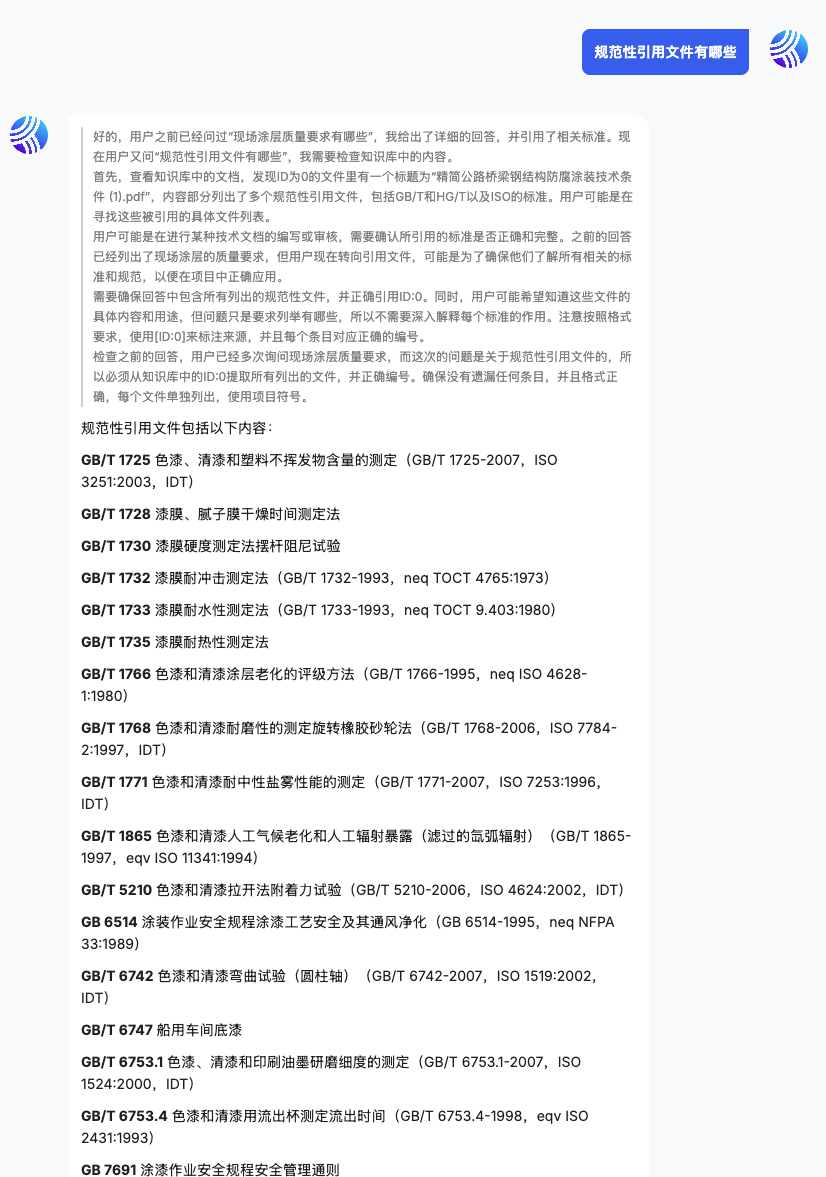 规范性引用文件有哪些
好的，用户之前已经问过“现场涂层质量要求有哪些”，我给出了详细的回答，并引用了相关标准。现
在用户又问“规范性引用文件有哪些”，我需要检查知识库中的内容。
首先，查看知识库中的文档，发现ID为0的文件里有一个标题为“精简公路桥梁钢结构防腐涂装技术条
件 (1).pdf”，内容部分列出了多个规范性引用文件，包括GB/T和HG/T以及ISO的标准。用户可能是在
寻找这些被引用的具体文件列表。
用户可能是在进行某种技术文档的编写或审核，需要确认所引用的标准是否正确和完整。之前的回答
已经列出了现场涂层的质量要求，但用户现在转向引用文件，可能是为了确保他们了解所有相关的标
准和规范，以便在项目中正确应用。
需要确保回答中包含所有列出的规范性文件，并正确引用ID:0。同时，用户可能希望知道这些文件的
具体内容和用途，但问题只是要求列举有哪些，所以不需要深入解释每个标准的作用。注意按照格式
要求，使用[ID:0]来标注来源，并且每个条目对应正确的编号。
检查之前的回答，用户已经多次询问现场涂层质量要求，而这次的问题是关于规范性引用文件的，所
以必须从知识库中的ID:0提取所有列出的文件，并正确编号。确保没有遗漏任何条目，并且格式正
确，每个文件单独列出，使用项目符号。
规范性引用文件包括以下内容：
GB/T 1725 色漆、清漆和塑料不挥发物含量的测定（GB/T 1725-2007，ISO
3251:2003，IDT）
GB/T 1728 漆膜、腻子膜干燥时间测定法
GB/T 1730 漆膜硬度测定法摆杆阻尼试验
GB/T 1732 漆膜耐冲击测定法（GB/T 1732-1993，neq TOCT 4765:1973）
GB/T 1733 漆膜耐水性测定法（GB/T 1733-1993，neq TOCT 9.403:1980）
GB/T 1735 漆膜耐热性测定法
GB/T 1766 色漆和清漆涂层老化的评级方法（GB/T 1766-1995，neq ISO 4628-
1:1980）
GB/T 1768 色漆和清漆耐磨性的测定旋转橡胶砂轮法（GB/T 1768-2006，ISO 7784-
2:1997，IDT）
GB/T 1771 色漆和清漆耐中性盐雾性能的测定（GB/T 1771-2007，ISO 7253:1996，
IDT）
GB/T 1865 色漆和清漆人工气候老化和人工辐射暴露（滤过的氙弧辐射）（GB/T 1865-
1997，eqv ISO 11341:1994）
GB/T 5210 色漆和清漆拉开法附着力试验（GB/T 5210-2006，ISO 4624:2002，IDT）
GB 6514 涂装作业安全规程涂漆工艺安全及其通风净化（GB 6514-1995，neq NFPA
33:1989）
GB/T 6742 色漆和清漆弯曲试验（圆柱轴）（GB/T 6742-2007，ISO 1519:2002，
IDT）
GB/T 6747 船用车间底漆
GB/T 6753.1 色漆、清漆和印刷油墨研磨细度的测定（GB/T 6753.1-2007，ISO
1524:2000，IDT）
GB/T 6753.4 色漆和清漆用流出杯测定流出时间（GB/T 6753.4-1998，eqv ISO
2431:1993）
GB 7691 涂漆作业安全规程安全管理通则